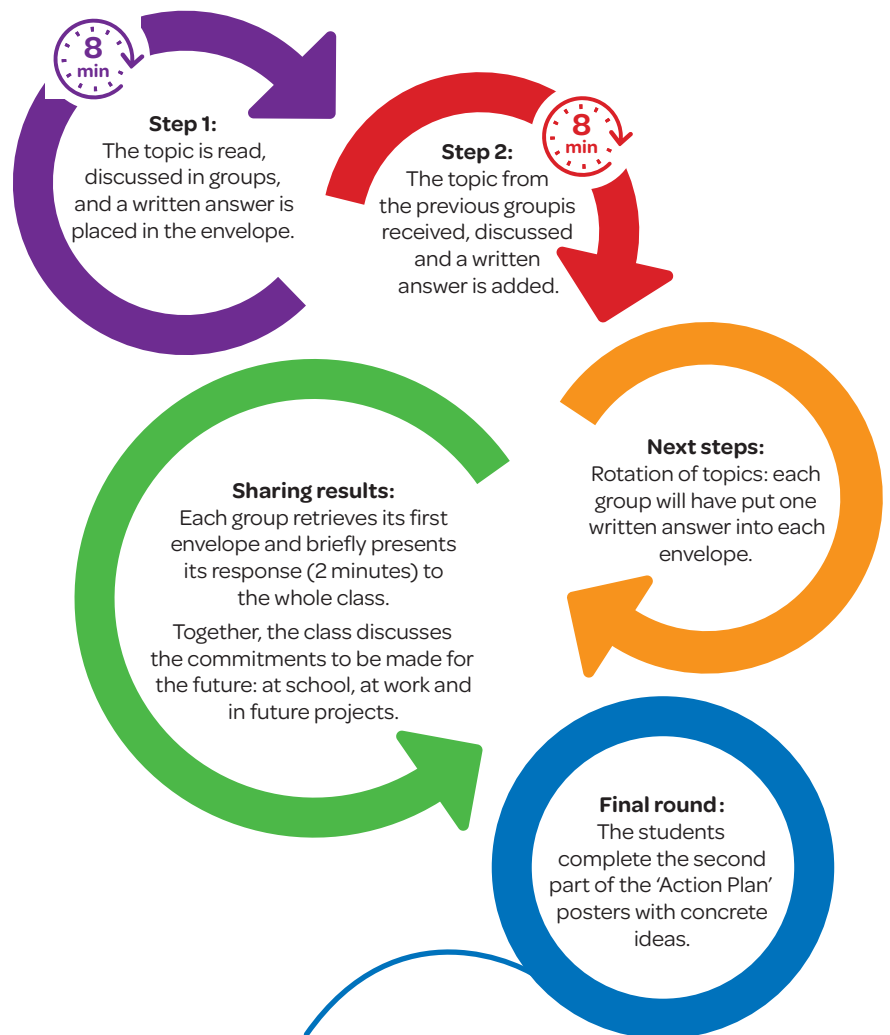 8
min
Step 1:
The topic is read,
discussed in groups,
and a written answer is
placed in the envelope.
8
min
Step 2:
The topic from
the previous groupis
received, discussed
and a written
answer is added.
Next steps:
Rotation of topics: each
group will have put one
written answer into each
envelope.
Sharing results:
Each group retrieves its first
envelope and briefly presents
its response (2 minutes) to
the whole class.
Together, the class discusses
the commitments to be made for
the future: at school, at work and
in future projects.
Final round:
The students
complete the second
part of the ‘Action Plan’
posters with concrete
ideas.